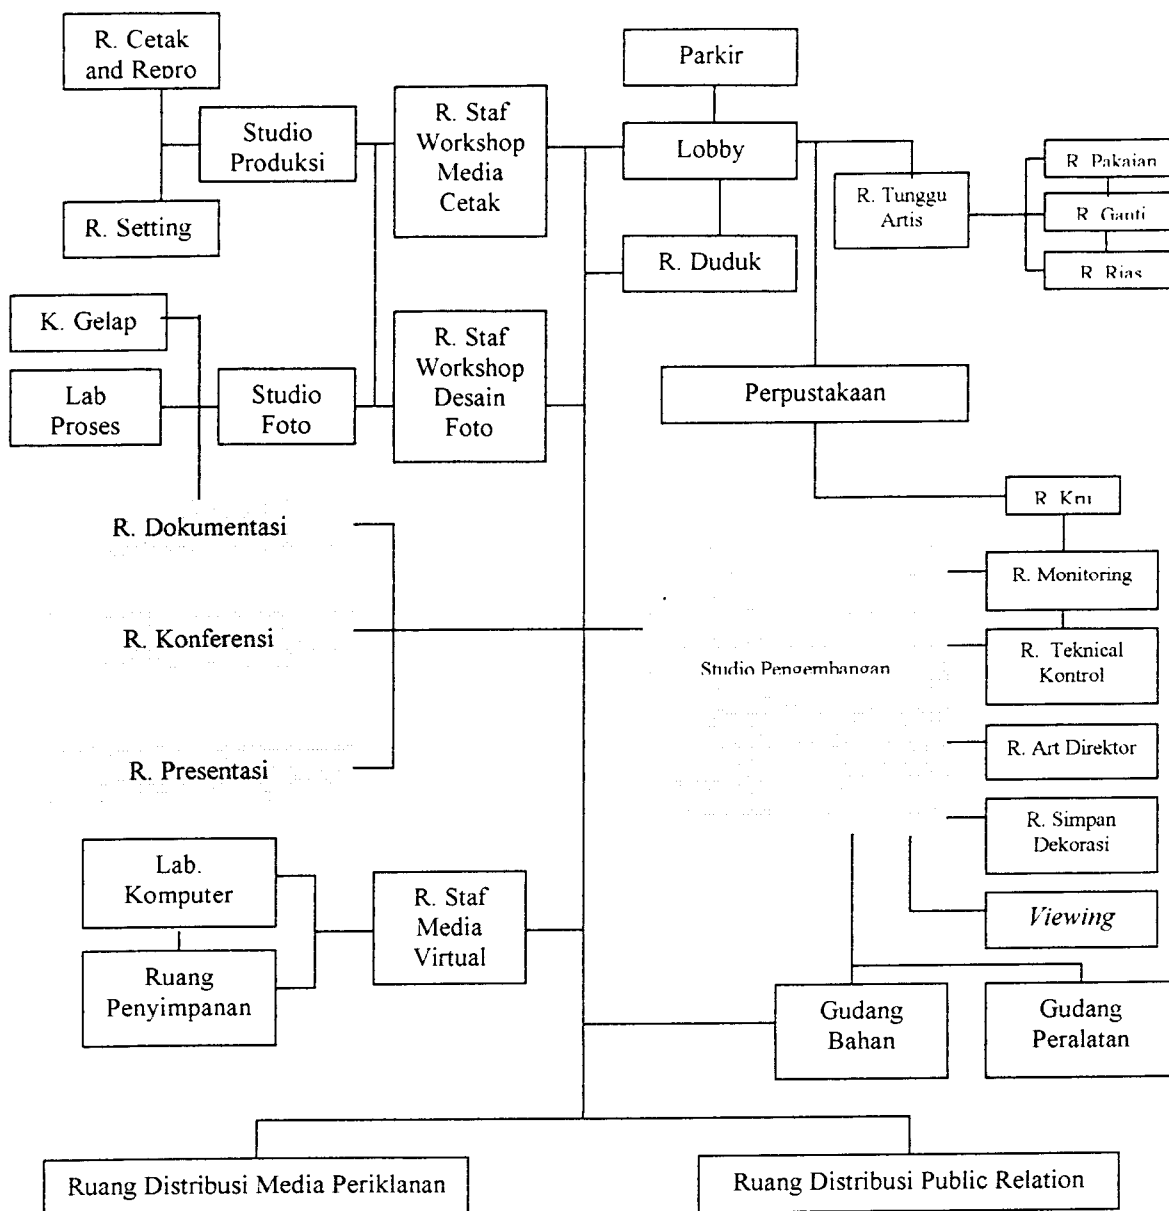 R. Cetak
and Repro
Parkir
R. Staf
Workshop
Media
Cetak
Studio
Produksi
Lobby
R. Pakaian
R. Tunggu
Artis
R. Ganti
R. Setting
R. Duduk
R. Rias
K. Gelap
R. Staf
Workshop
Desain
Foto
Lab
Proses
Studio
Foto
Perpustakaan
R. Kru
R. Dokumentasi
R. Monitoring
R. Konferensi
R. Teknical
Kontrol
Studio Pengembangan
R. Art Direktor
R. Presentasi
R. Simpan
Dekorasi
Lab.
Komputer
R. Staf
Media
Virtual
Viewing
Ruang
Penyimpanan
Gudang
Bahan
Gudang
Peralatan
Ruang Distribusi Media Periklanan
Ruang Distribusi Public Relation